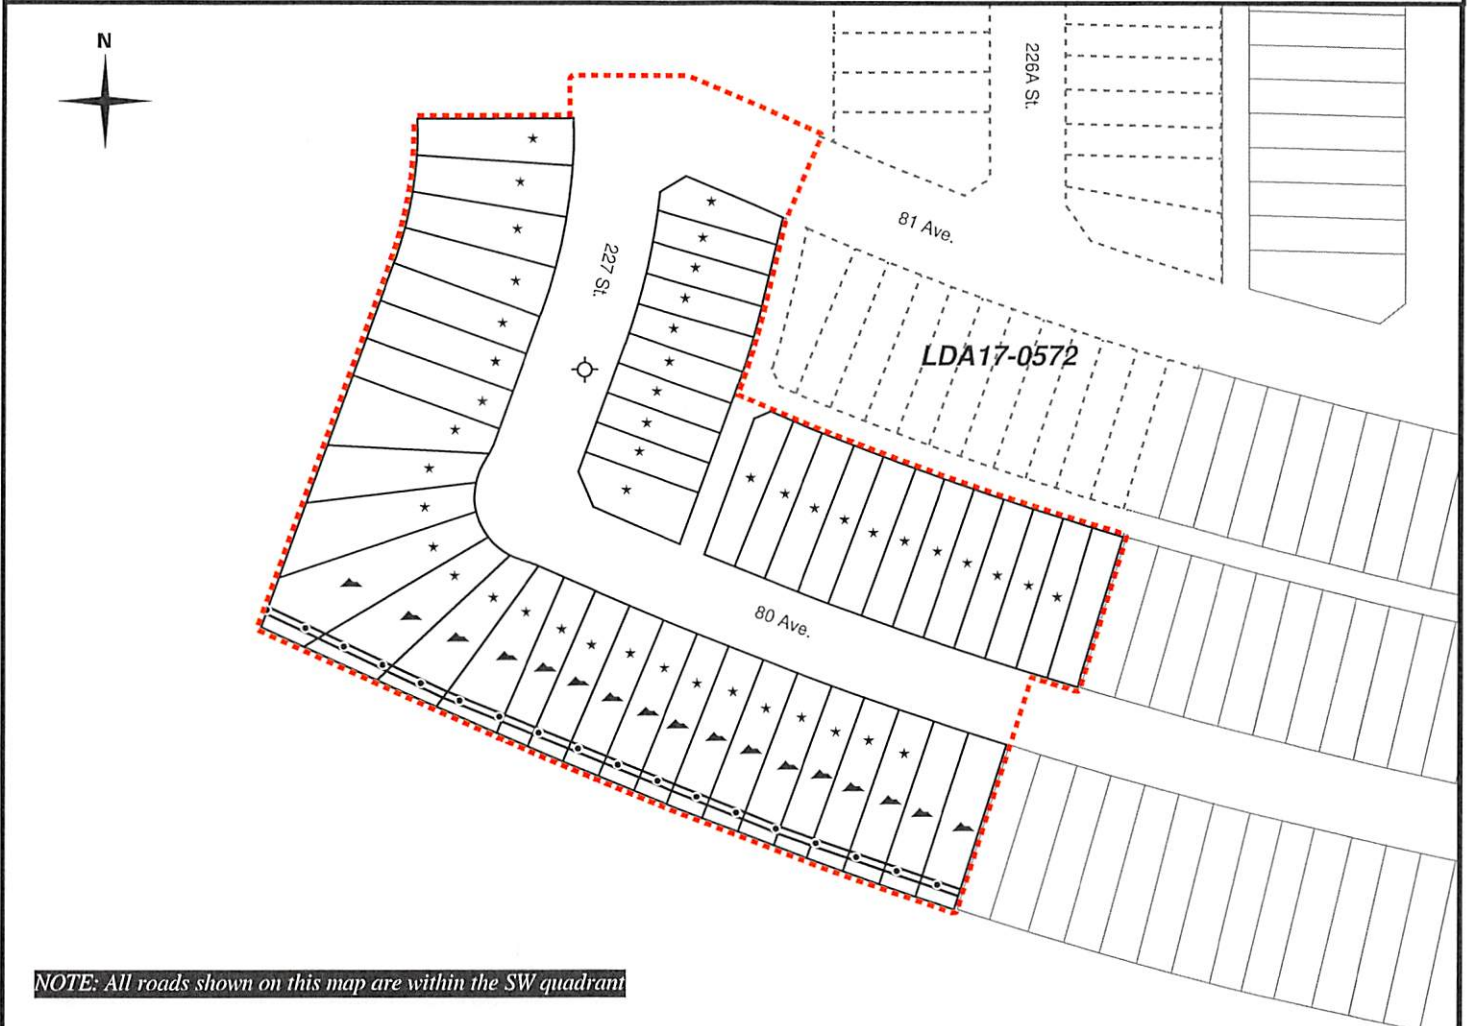 N
226A St.
81 Ave.
227 St.
LDA17-0572
80 Ave.
NOTE: All roads shown on this map are within the SW quadrant